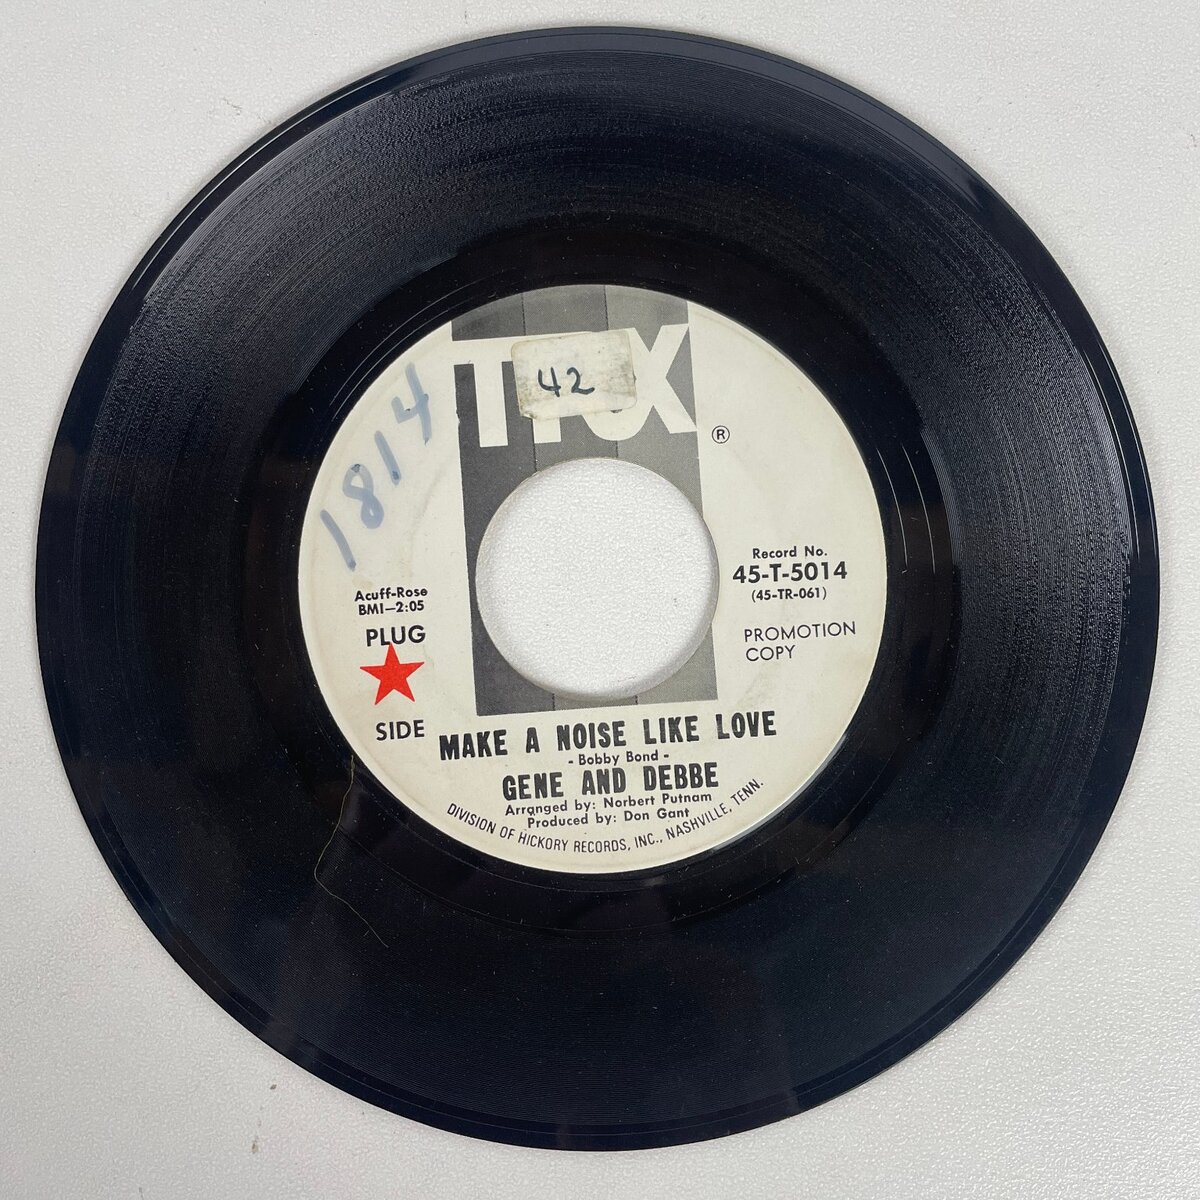 42
®
1814
Record No.
45-T-5014
(45-TR-061)
PROMOTION
COPY
Acuff-Rose
BMI—2:05
PLUG
SIDE
MAKE A NOISE LIKE LOVE
- Bobby Bond -
GENE AND DEBBE
Arranged by: Norbert Putnam
Produced by: Don Gant
DIVISION OF HICKORY RECORDS, INC., NASHVILLE, TENN.